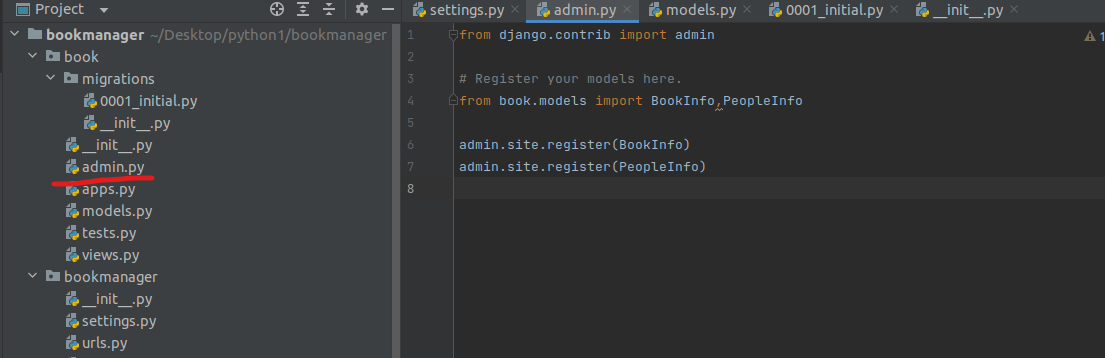 Project
settings.py
admin.py
models.py
0001_initial.py
__init__.py
bookmanager ~/Desktop/python1/bookmanager
book
migrations
0001_initial.py
__init__.py
__init__.py
admin.py
apps.py
models.py
tests.py
views.py
bookmanager
__init__.py
settings.py
urls.py
1 from django.contrib import admin
2
3 # Register your models here.
4 from book.models import BookInfo,PeopleInfo
5
6 admin.site.register(BookInfo)
7 admin.site.register(PeopleInfo)
8
1